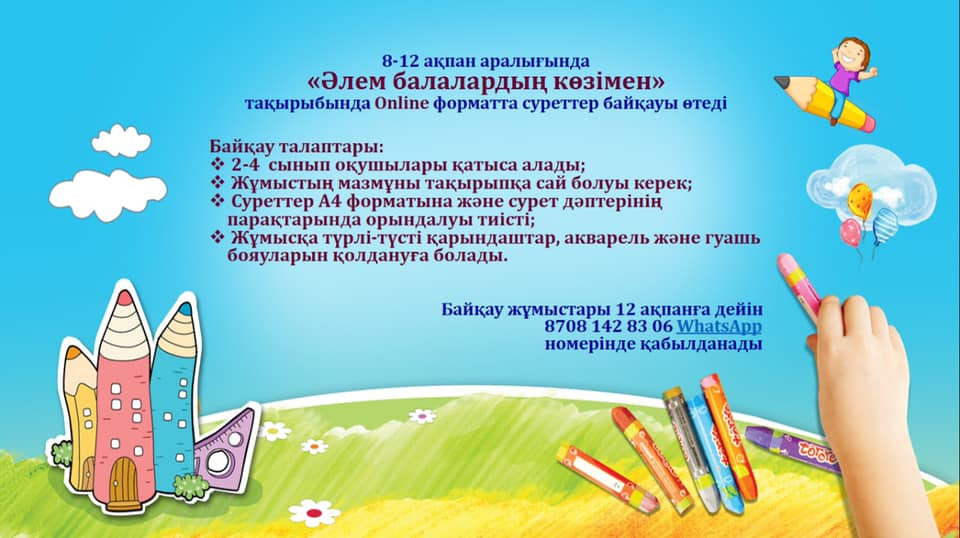 8-12 ақпан аралығында
«Әлем балалардың көзімен»
тақырыбында Online форматта суреттер байқауы өтеді
Байқау талаптары:
❖ 2-4 сынып оқушылары қатыса алады;
❖ Жұмыстың мазмұны тақырыпқа сай болуы керек;
❖ Суреттер А4 форматына және сурет дәптерінің
парақтарында орындалуы тиісті;
❖ Жұмысқа түрлі-түсті қарындаштар, акварель және гуашь
бояуларын қолдануға болады.
Байқау жұмыстары 12 ақпанға дейін
8708 142 83 06 WhatsApp
номерінде қабылданады